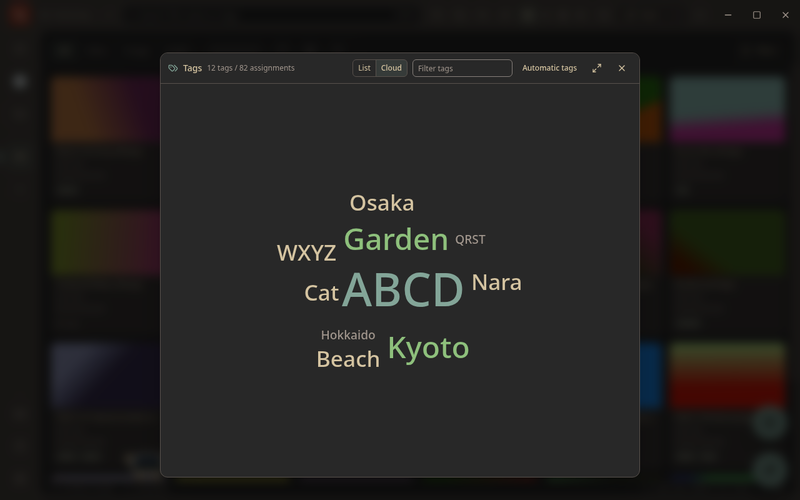 Tags 12 tags / 82 assignments List Cloud Filter tags Automatic tags
Osaka
Garden QRST
WXYZ
Cat ABCD Nara
Hokkaido
Beach Kyoto